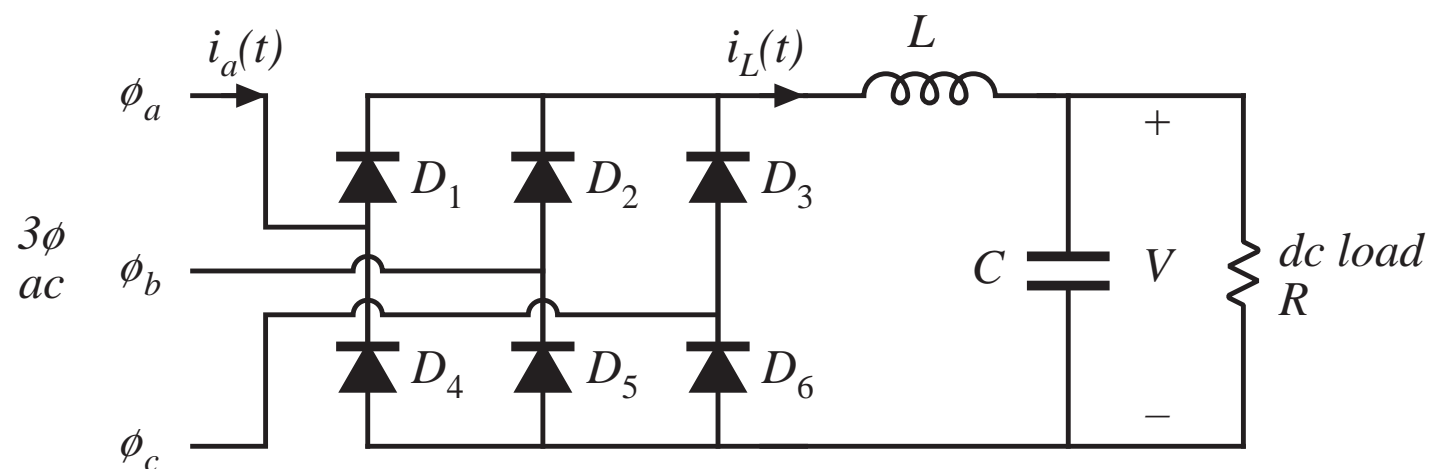 i_a(t)
i_L(t)
L
ϕ_a
D_1
D_2
D_3
+
3ϕ
ac
ϕ_b
C
V
dc load
R
D_4
D_5
D_6
–
ϕ_c